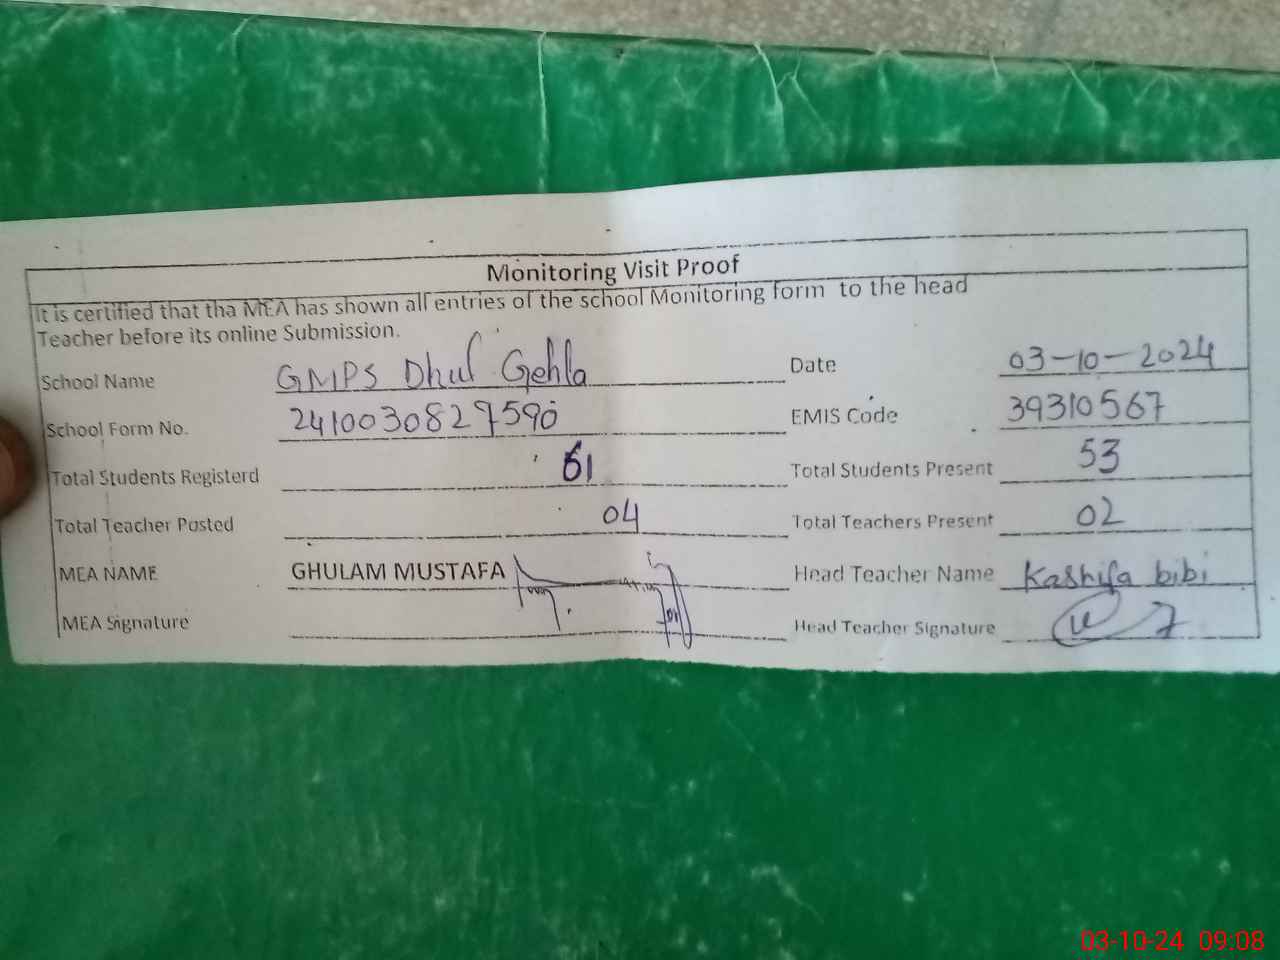 Monitoring Visit Proof
It is certified that tha MEA has shown all entries of the school Monitoring form to the head
Teacher before its online Submission.
School Name GMPS Dhul Gehla Date 03-10-2024
School Form No. 2410030827590 EMIS Code 39310567
Total Students Registerd 61 Total Students Present 53
Total Teacher Posted 04 Total Teachers Present 02
MEA NAME GHULAM MUSTAFA Head Teacher Name Kashifa bibi
MEA Signature Head Teacher Signature
03-10-24 09:08